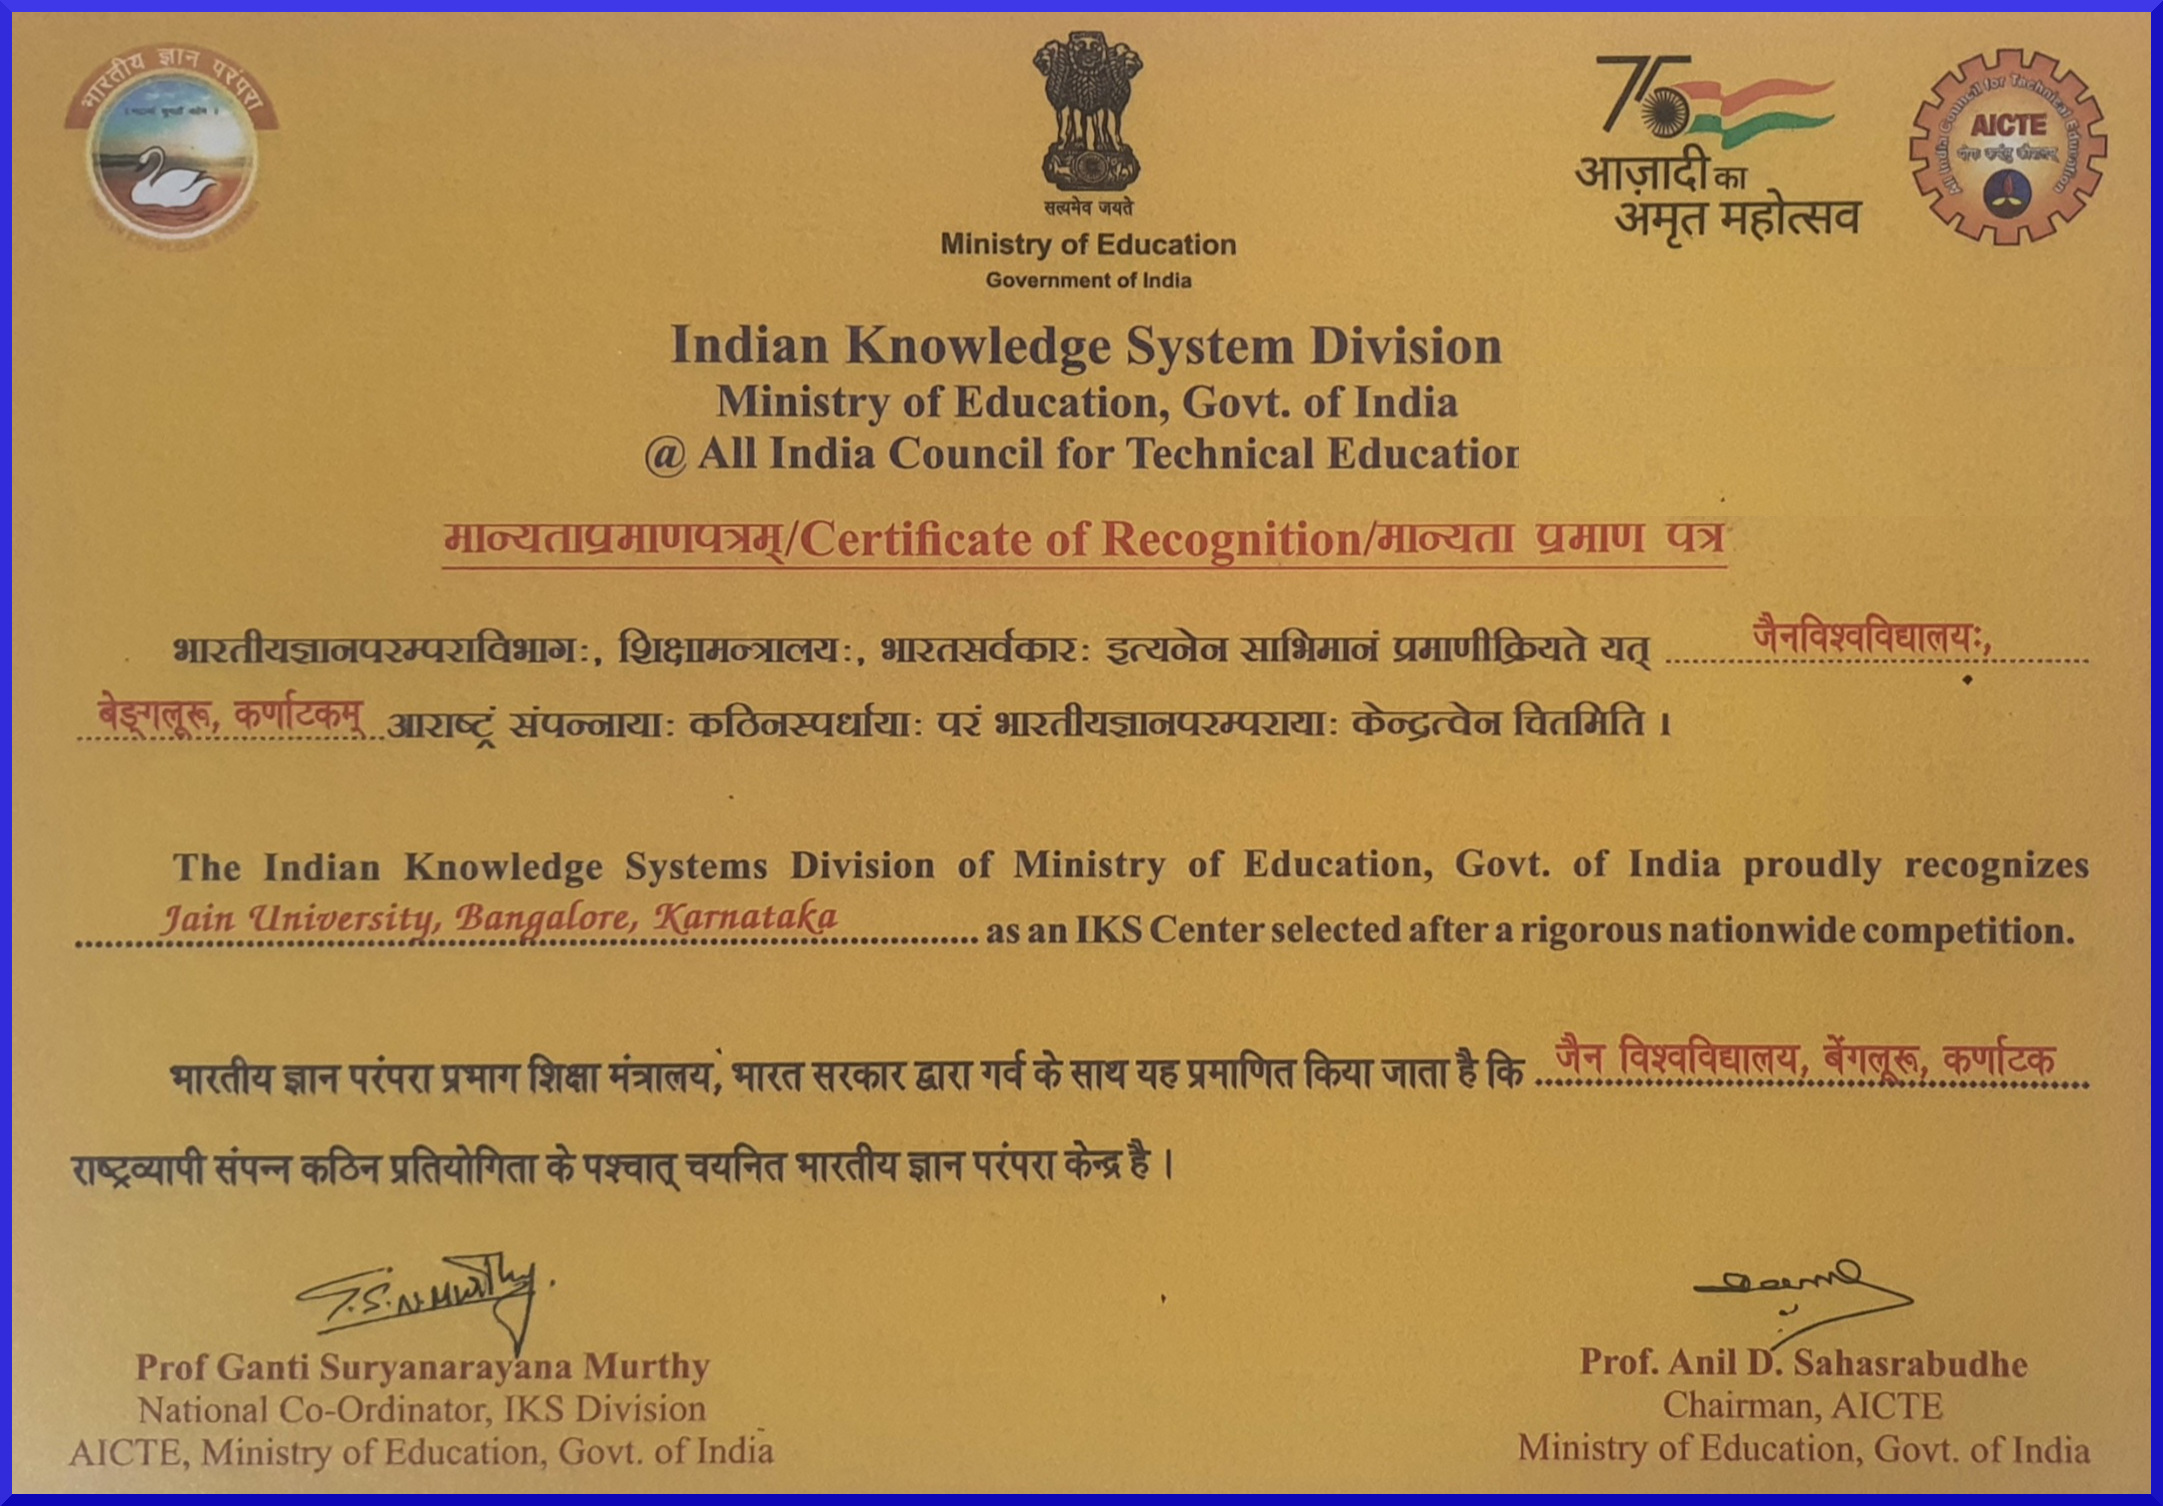 भारतीय ज्ञान परंपरा
सत्यमेव जयते
Ministry of Education
Government of India
75
आज़ादी का
अमृत महोत्सव
All India Council for Technical Education
AICTE
Indian Knowledge System Division
Ministry of Education, Govt. of India
@ All India Council for Technical Education
मान्यताप्रमाणपत्रम्/Certificate of Recognition/मान्यता प्रमाण पत्र
भारतीयज्ञानपरम्पराविभागः, शिक्षामन्त्रालयः, भारतसर्वकारः इत्यनेन साभिमानं प्रमाणीक्रियते यत् जैनविश्वविद्यालयः,
बेङ्गलूरू, कर्णाटकम् आराष्ट्रं संपन्नायाः कठिनस्पर्धायाः परं भारतीयज्ञानपरम्परायाः केन्द्रत्वेन चितमिति ।
The Indian Knowledge Systems Division of Ministry of Education, Govt. of India proudly recognizes
Jain University, Bangalore, Karnataka as an IKS Center selected after a rigorous nationwide competition.
भारतीय ज्ञान परंपरा प्रभाग शिक्षा मंत्रालय, भारत सरकार द्वारा गर्व के साथ यह प्रमाणित किया जाता है कि जैन विश्वविद्यालय, बेंगलूरू, कर्णाटक
राष्ट्रव्यापी संपन्न कठिन प्रतियोगिता के पश्चात् चयनित भारतीय ज्ञान परंपरा केन्द्र है ।
Prof Ganti Suryanarayana Murthy
National Co-Ordinator, IKS Division
AICTE, Ministry of Education, Govt. of India
Prof. Anil D. Sahasrabudhe
Chairman, AICTE
Ministry of Education, Govt. of India